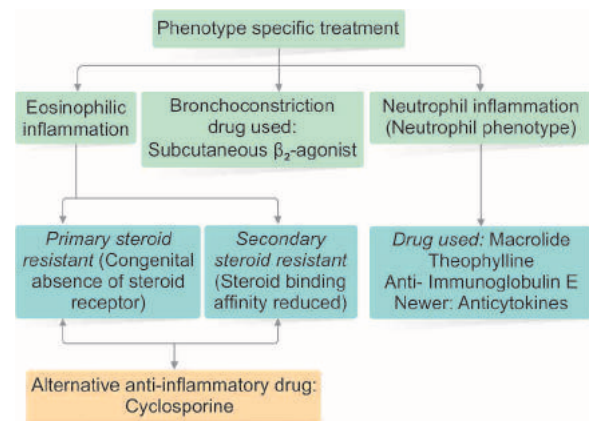 Phenotype specific treatment
Eosinophilic
inflammation
Bronchoconstriction
drug used:
Subcutaneous β₂-agonist
Neutrophil inflammation
(Neutrophil phenotype)
Primary steroid
resistant (Congenital
absence of steroid
receptor)
Secondary
steroid resistant
(Steroid binding
affinity reduced)
Drug used: Macrolide
Theophylline
Anti- Immunoglobulin E
Newer: Anticytokines
Alternative anti-inflammatory drug:
Cyclosporine